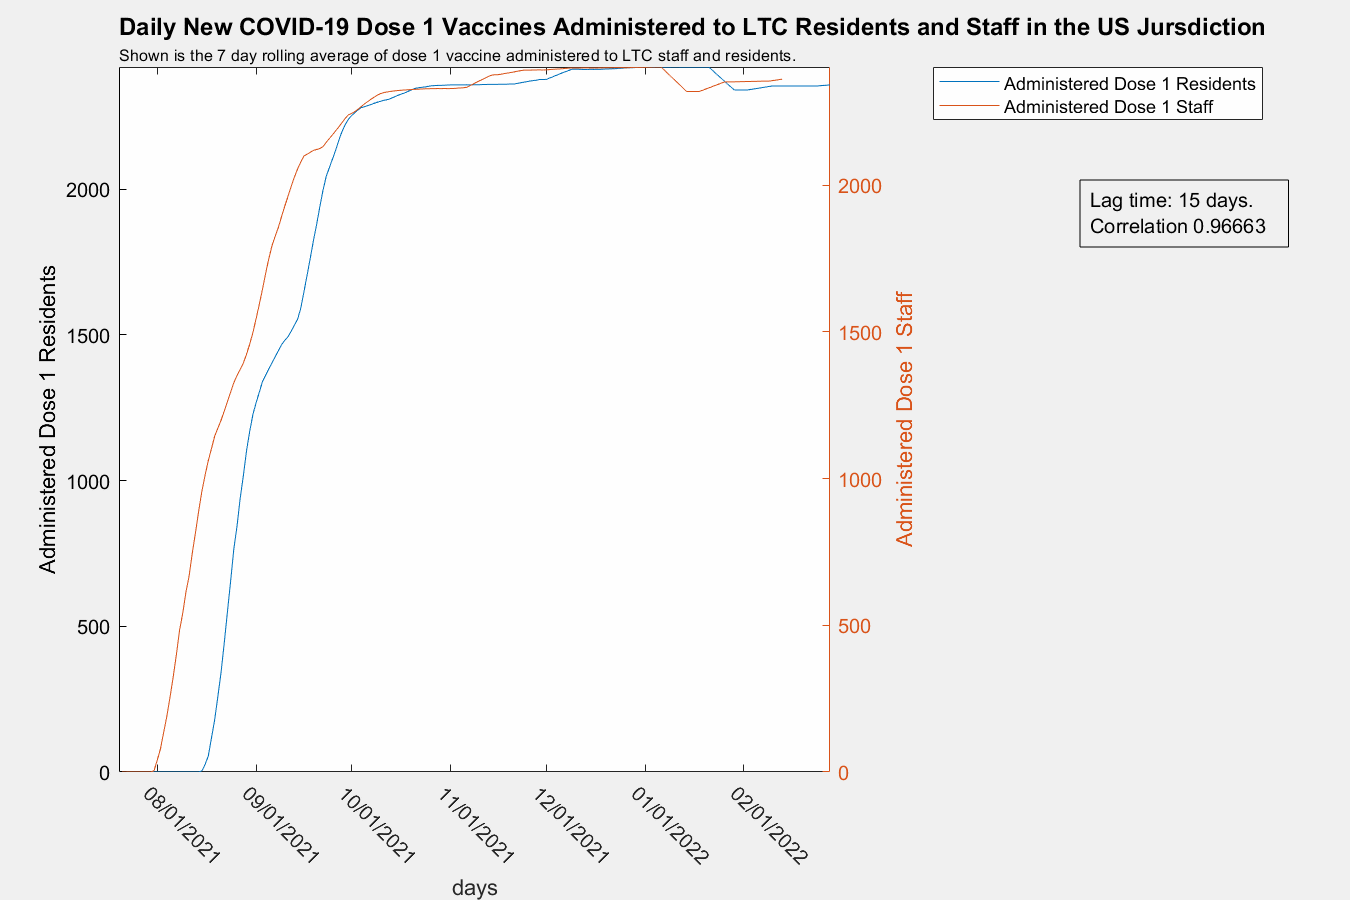 Daily New COVID-19 Dose 1 Vaccines Administered to LTC Residents and Staff in the US Jursdiction
Shown is the 7 day rolling average of dose 1 vaccine administered to LTC staff and residents.
Administered Dose 1 Residents
Administered Dose 1 Staff
Lag time: 15 days.
Correlation 0.96663
Administered Dose 1 Residents
2000
1500
1000
500
0
2000
1500
1000
500
0
Administered Dose 1 Staff
08/01/2021
09/01/2021
10/01/2021
11/01/2021
12/01/2021
01/01/2022
02/01/2022
days